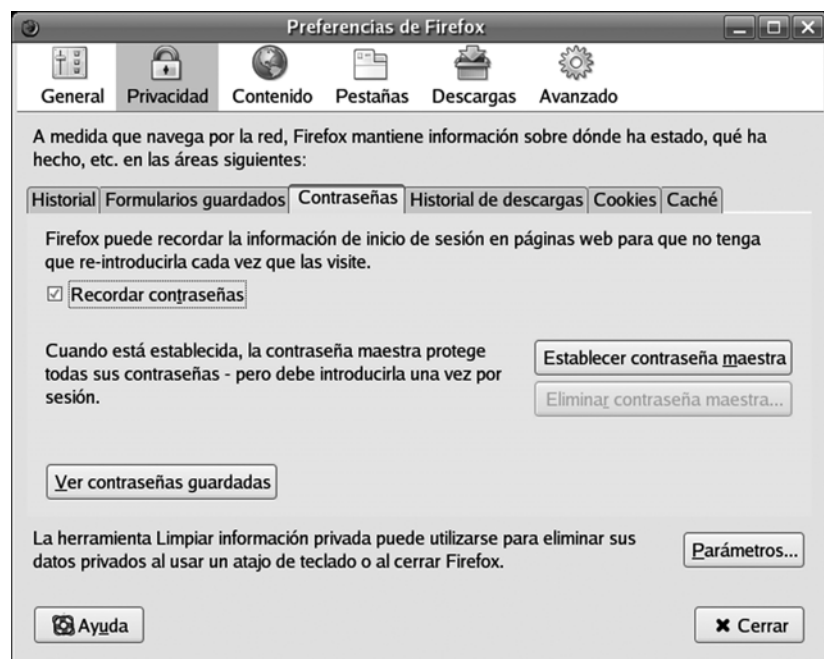 Preferencias de Firefox
General Privacidad Contenido Pestañas Descargas Avanzado
A medida que navega por la red, Firefox mantiene información sobre dónde ha estado, qué ha
hecho, etc. en las áreas siguientes:
Historial Formularios guardados Contraseñas Historial de descargas Cookies Caché
Firefox puede recordar la información de inicio de sesión en páginas web para que no tenga
que re-introducirla cada vez que las visite.
Recordar contraseñas
Cuando está establecida, la contraseña maestra protege
todas sus contraseñas - pero debe introducirla una vez por
sesión.
Establecer contraseña maestra
Eliminar contraseña maestra...
Ver contraseñas guardadas
La herramienta Limpiar información privada puede utilizarse para eliminar sus
datos privados al usar un atajo de teclado o al cerrar Firefox.
Parámetros...
Ayuda
Cerrar